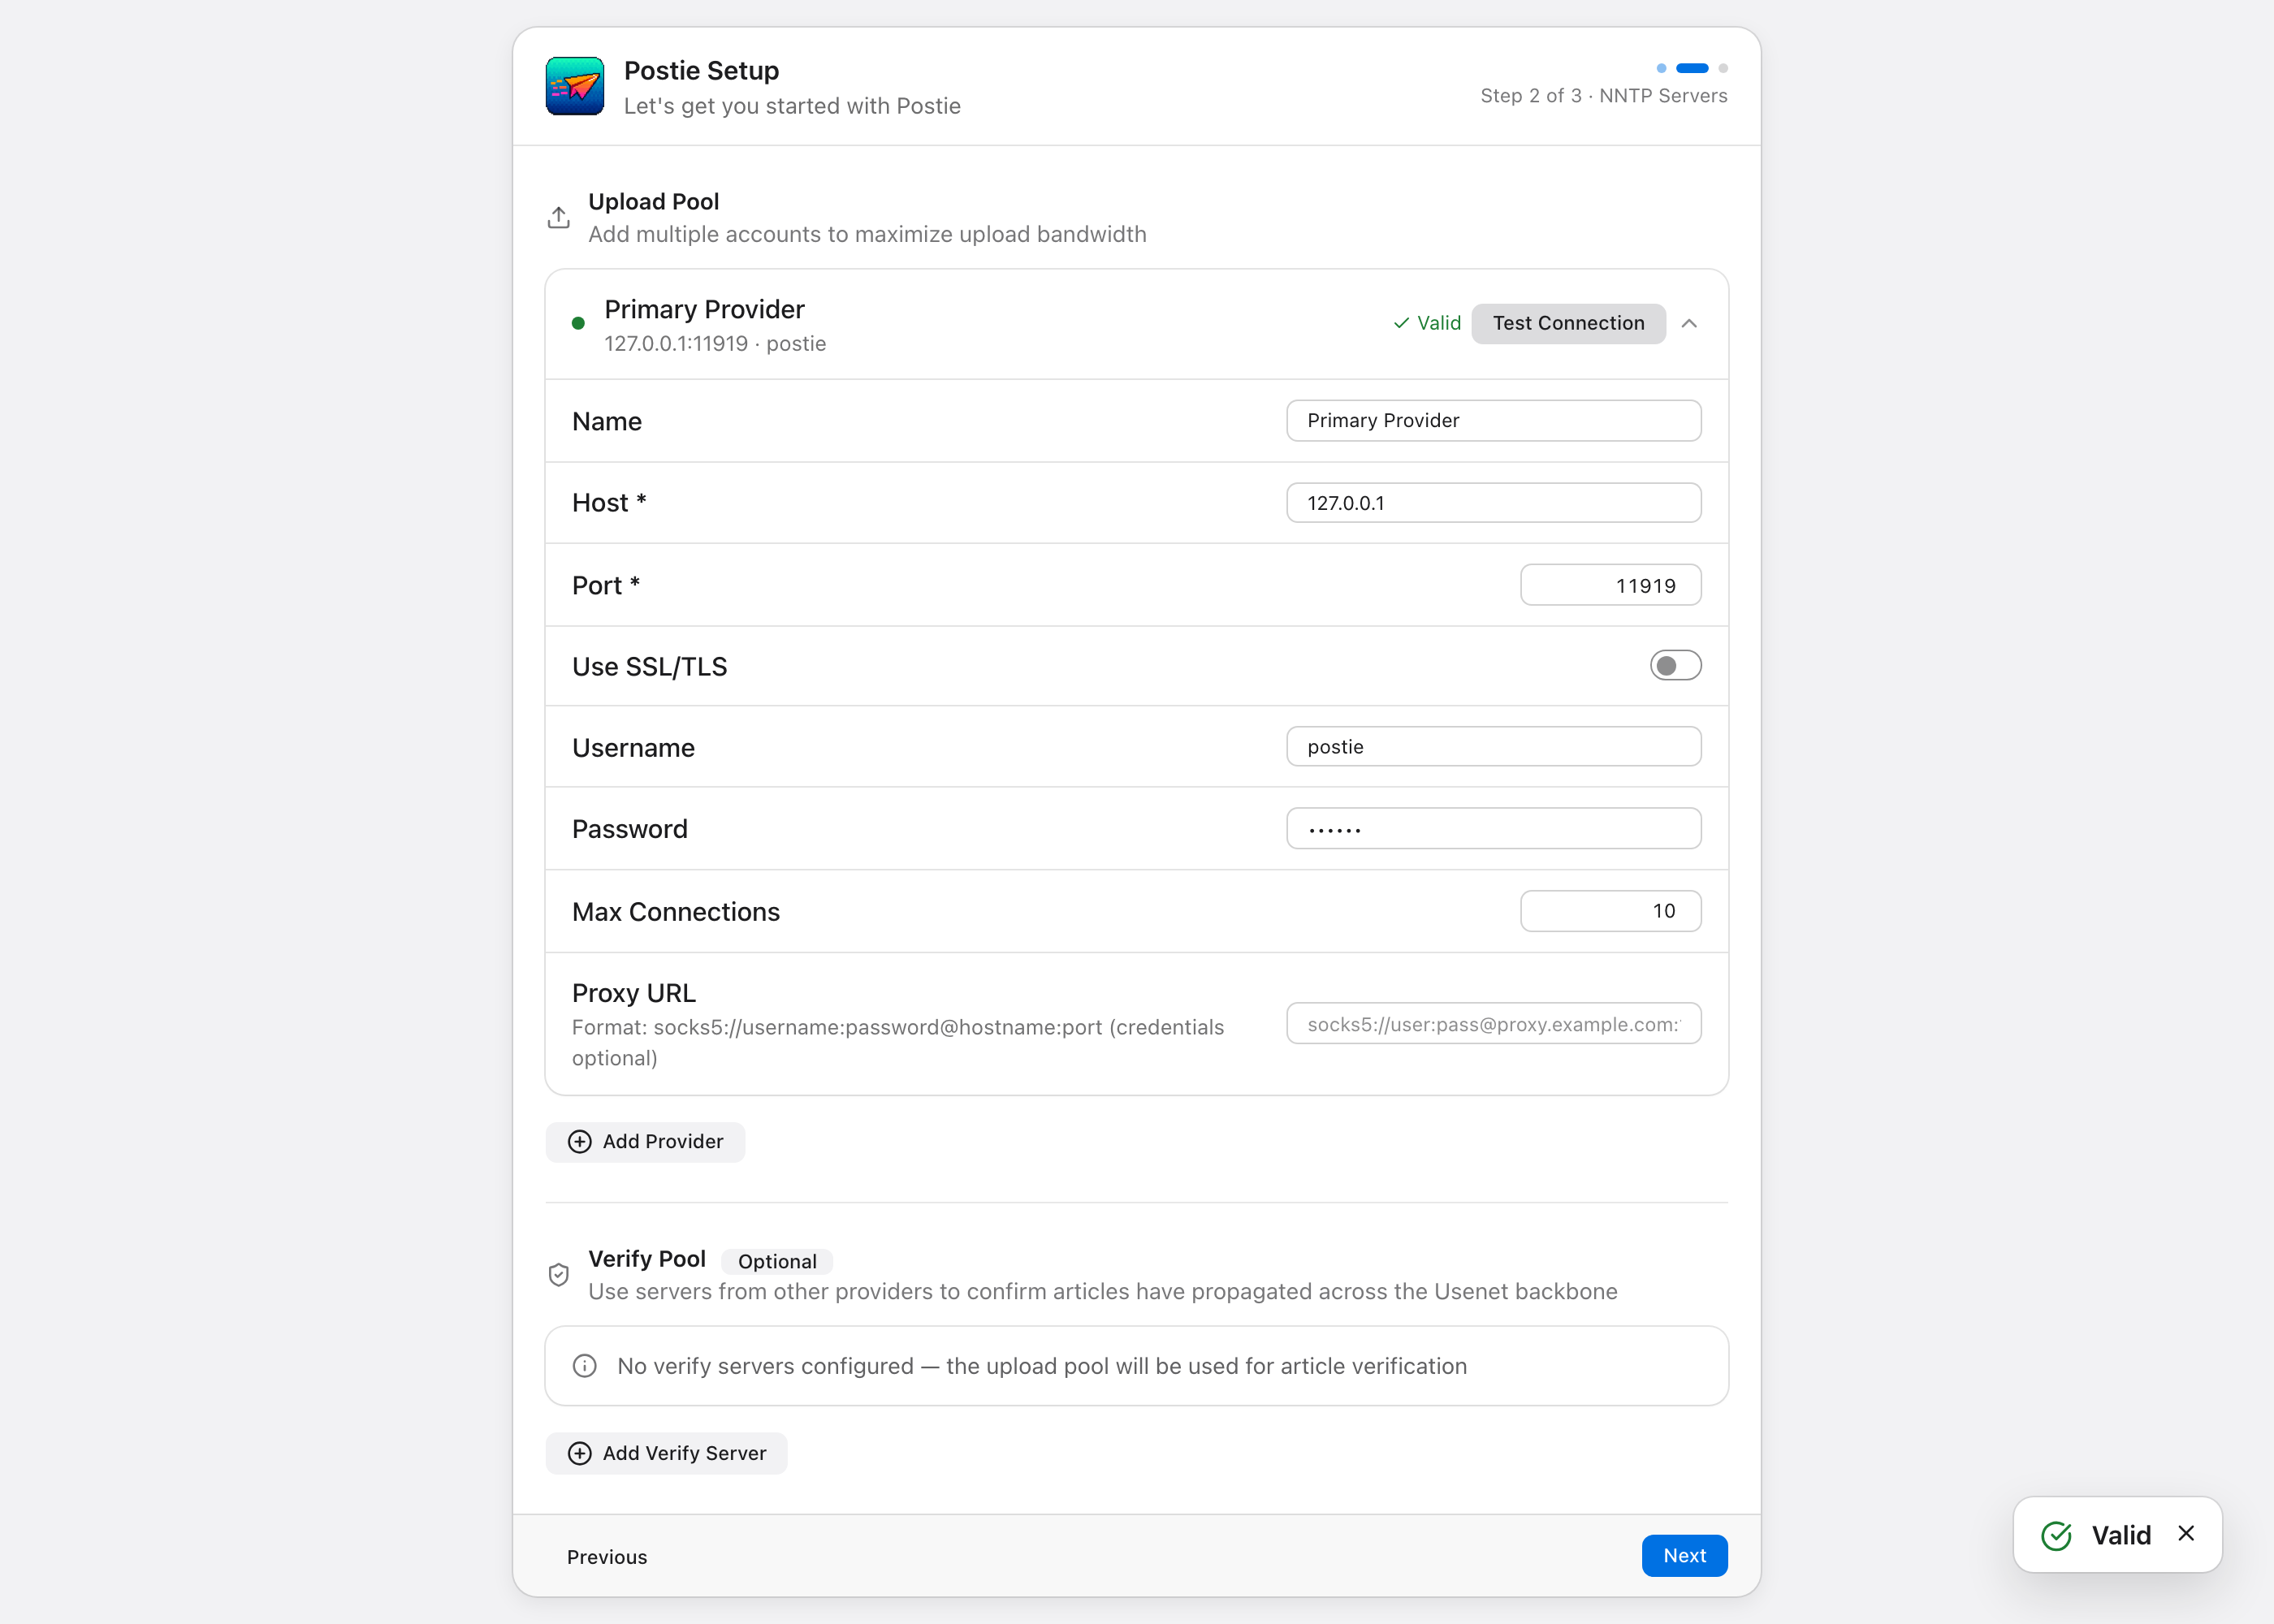 Postie Setup
Let's get you started with Postie
Step 2 of 3 · NNTP Servers
Upload Pool
Add multiple accounts to maximize upload bandwidth
Primary Provider
127.0.0.1:11919 · postie
Valid
Test Connection
Name
Primary Provider
Host *
127.0.0.1
Port *
11919
Use SSL/TLS
Username
postie
Password
••••••
Max Connections
10
Proxy URL
Format: socks5://username:password@hostname:port (credentials
optional)
socks5://user:pass@proxy.example.com:
Add Provider
Verify Pool
Optional
Use servers from other providers to confirm articles have propagated across the Usenet backbone
No verify servers configured — the upload pool will be used for article verification
Add Verify Server
Previous
Next
Valid